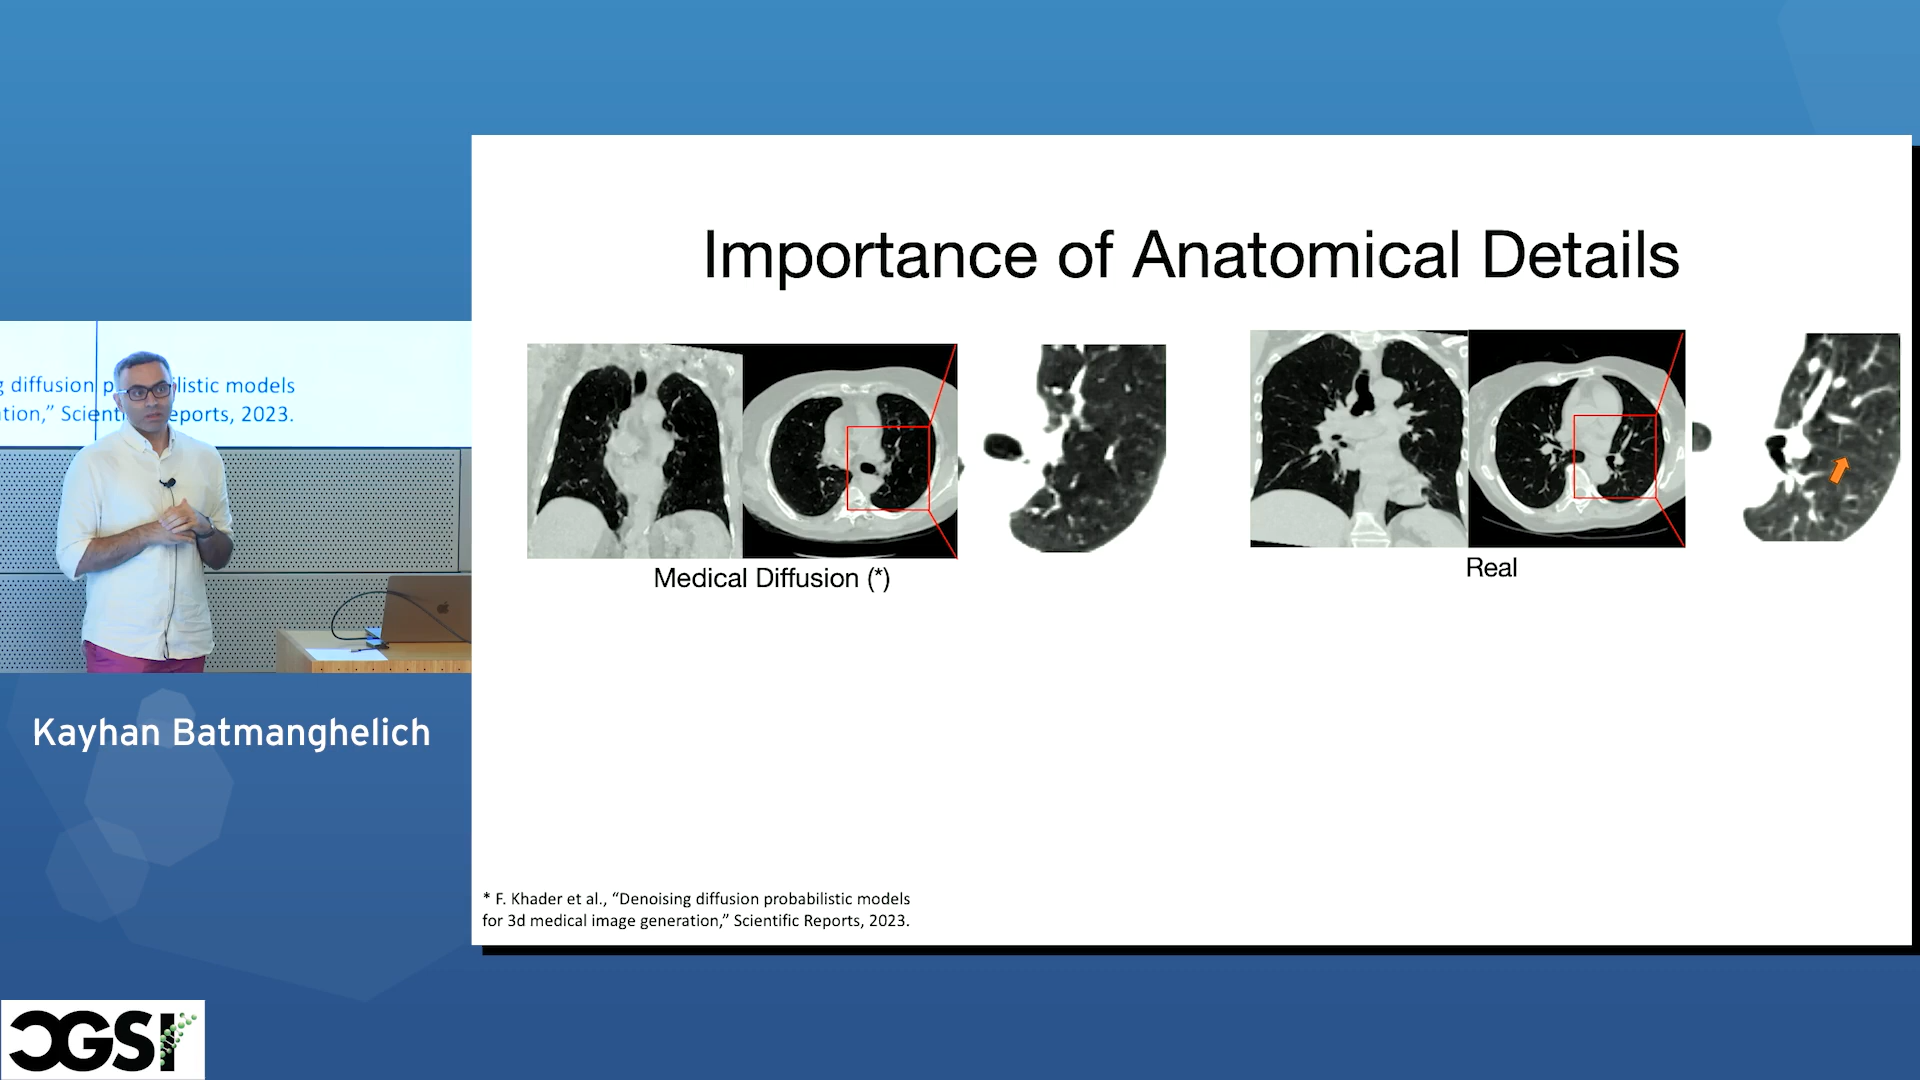 Importance of Anatomical Details
Medical Diffusion (*)
Real
* F. Khader et al., “Denoising diffusion probabilistic models
for 3d medical image generation,” Scientific Reports, 2023.
g diffusion p listic models
tion,” Scient eports, 2023.
Kayhan Batmanghelich
CGSI